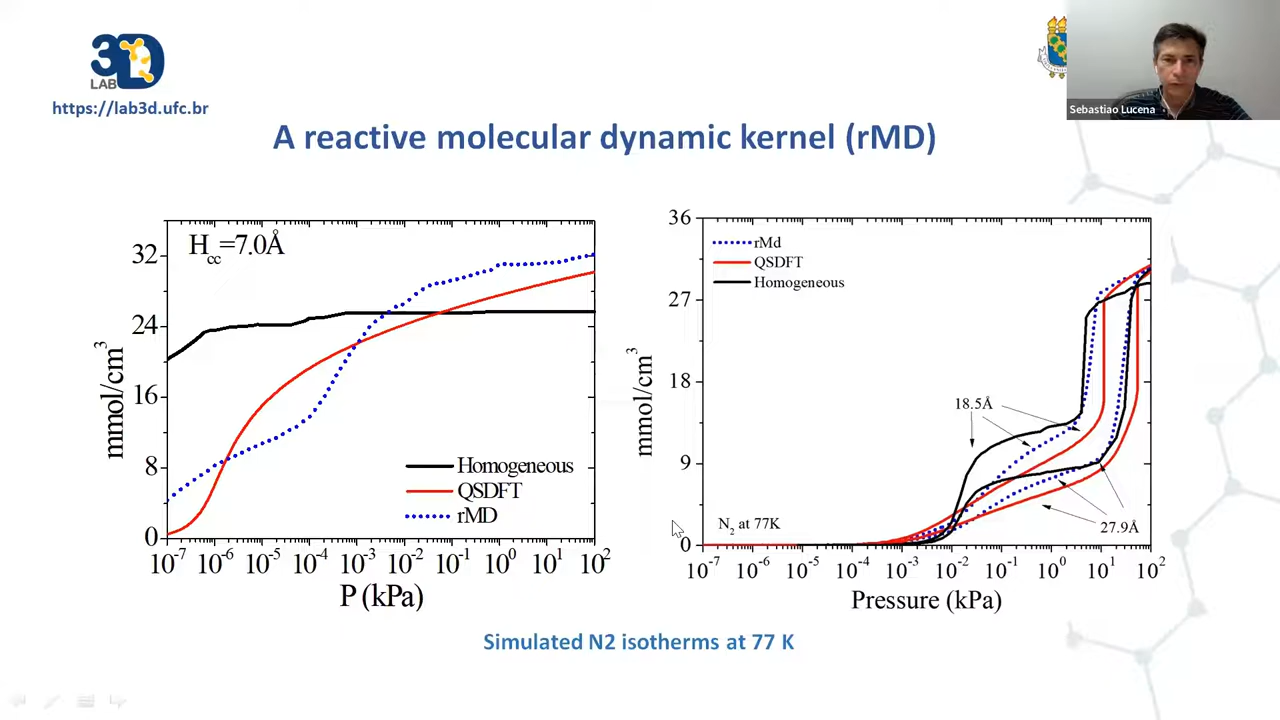 3D
LAB
https://lab3d.ufc.br
Sebastiao Lucena
A reactive molecular dynamic kernel (rMD)
Hcc=7.0Å
32
24
16
8
0
mmol/cm³
10⁻⁷ 10⁻⁶ 10⁻⁵ 10⁻⁴ 10⁻³ 10⁻² 10⁻¹ 10⁰ 10¹ 10²
P (kPa)
Homogeneous
QSDFT
rMD
36
27
18
9
0
mmol/cm³
rMd
QSDFT
Homogeneous
18.5Å
27.9Å
N₂ at 77K
10⁻⁷ 10⁻⁶ 10⁻⁵ 10⁻⁴ 10⁻³ 10⁻² 10⁻¹ 10⁰ 10¹ 10²
Pressure (kPa)
Simulated N2 isotherms at 77 K